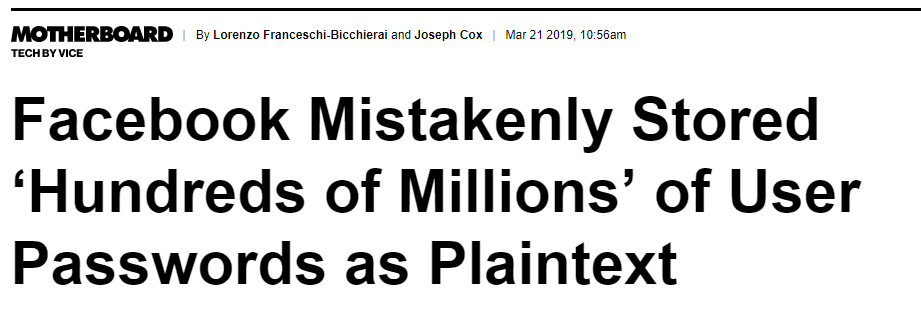 MOTHERBOARD | By Lorenzo Franceschi-Bicchierai and Joseph Cox | Mar 21 2019, 10:56am
TECH BY VICE
Facebook Mistakenly Stored
‘Hundreds of Millions’ of User
Passwords as Plaintext